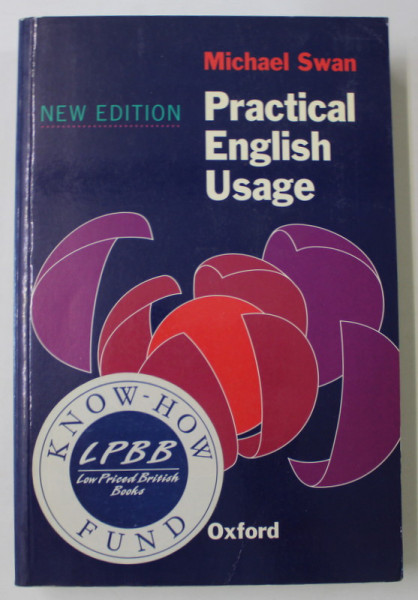 Michael Swan
NEW EDITION
Practical
English
Usage
KNOW-HOW
LPBB
Low Priced British
Books
FUND
Oxford